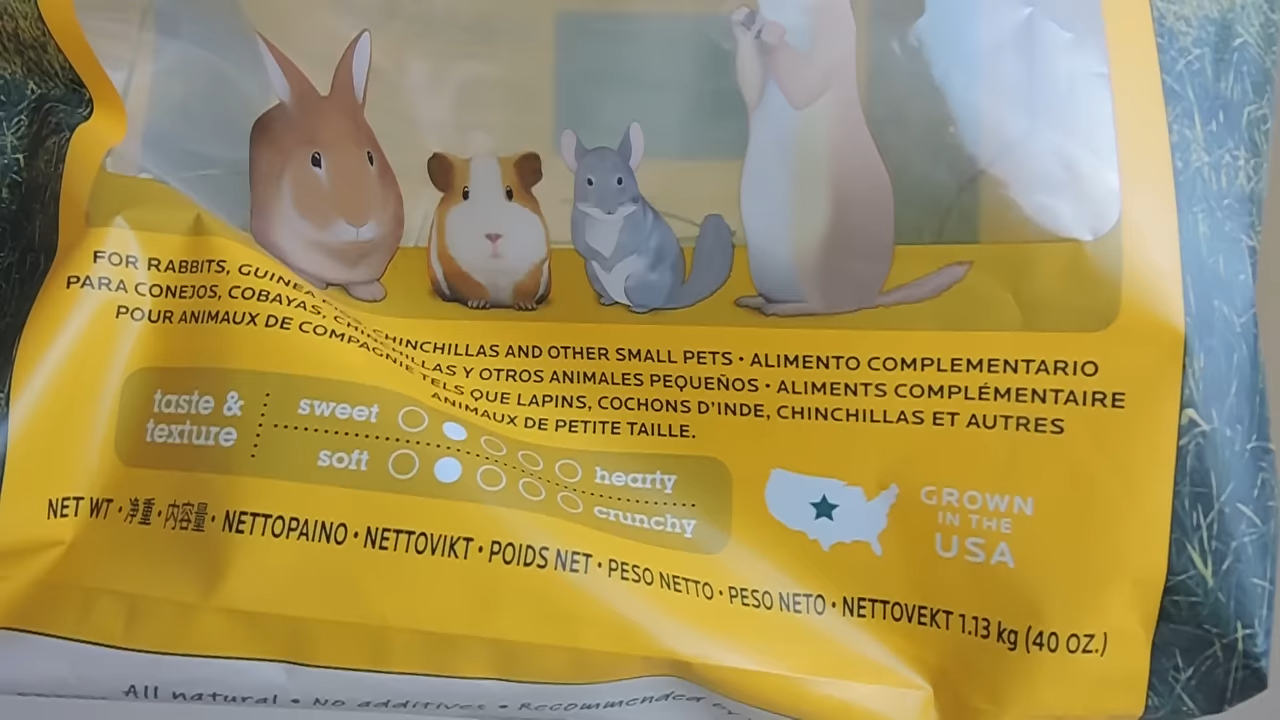 FOR RABBITS, GUINEA PIGS, CHINCHILLAS AND OTHER SMALL PETS • ALIMENTO COMPLEMENTARIO
PARA CONEJOS, COBAYAS, CHINCHILLAS Y OTROS ANIMALES PEQUEÑOS • ALIMENTS COMPLÉMENTAIRE
POUR ANIMAUX DE COMPAGNIE TELS QUE LAPINS, COCHONS D'INDE, CHINCHILLAS ET AUTRES
ANIMAUX DE PETITE TAILLE.
taste &
texture
sweet
hearty
soft
crunchy
GROWN
IN THE
USA
NET WT • 净重 • 内容量 • NETTOPAINO • NETTOVIKT • POIDS NET • PESO NETTO • PESO NETO • NETTOVEKT 1.13 kg (40 OZ.)
All natural • No additives • Recommended